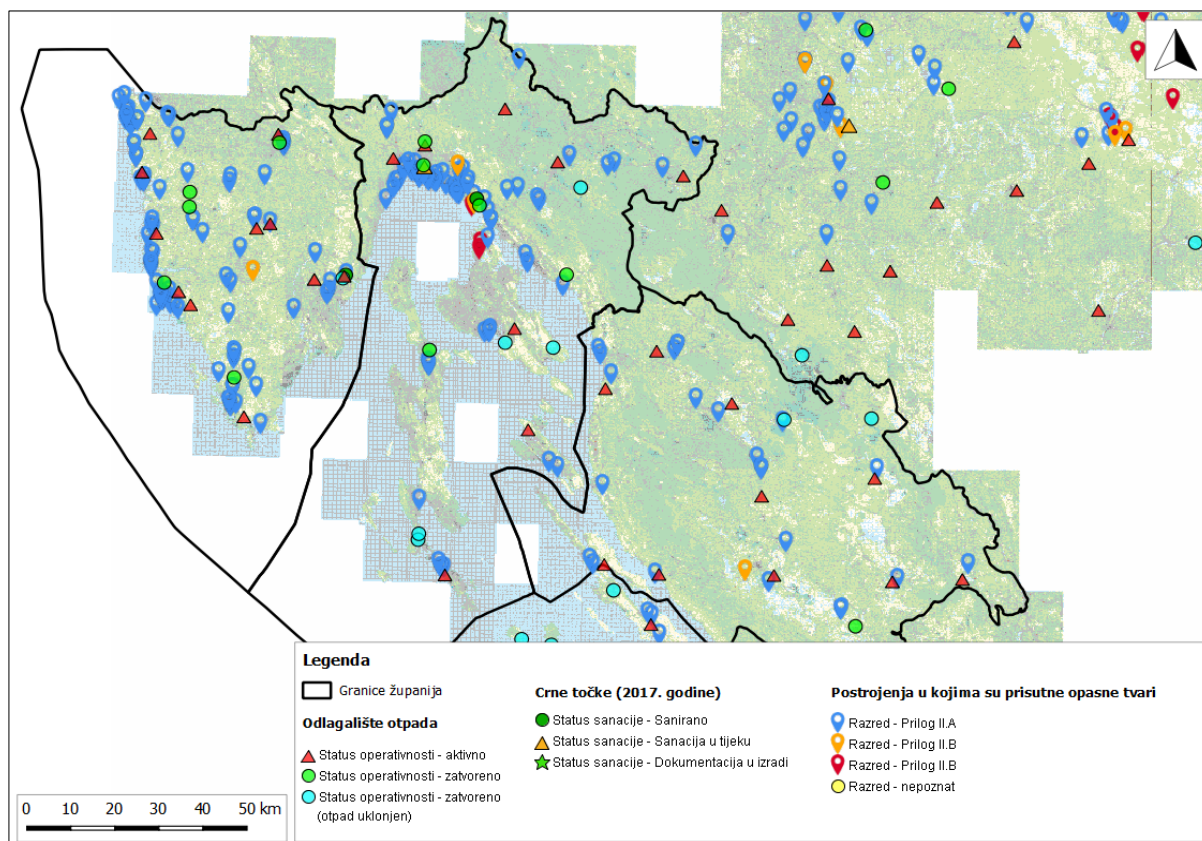 Legenda
Granice županija
Odlagalište otpada
Status operativnosti - aktivno
Status operativnosti - zatvoreno
Status operativnosti - zatvoreno
(otpad uklonjen)
0 10 20 30 40 50 km
Crne točke (2017. godine)
Status sanacije - Sanirano
Status sanacije - Sanacija u tijeku
Status sanacije - Dokumentacija u izradi
Postrojenja u kojima su prisutne opasne tvari
Razred - Prilog II.A
Razred - Prilog II.B
Razred - Prilog II.B
Razred - nepoznat